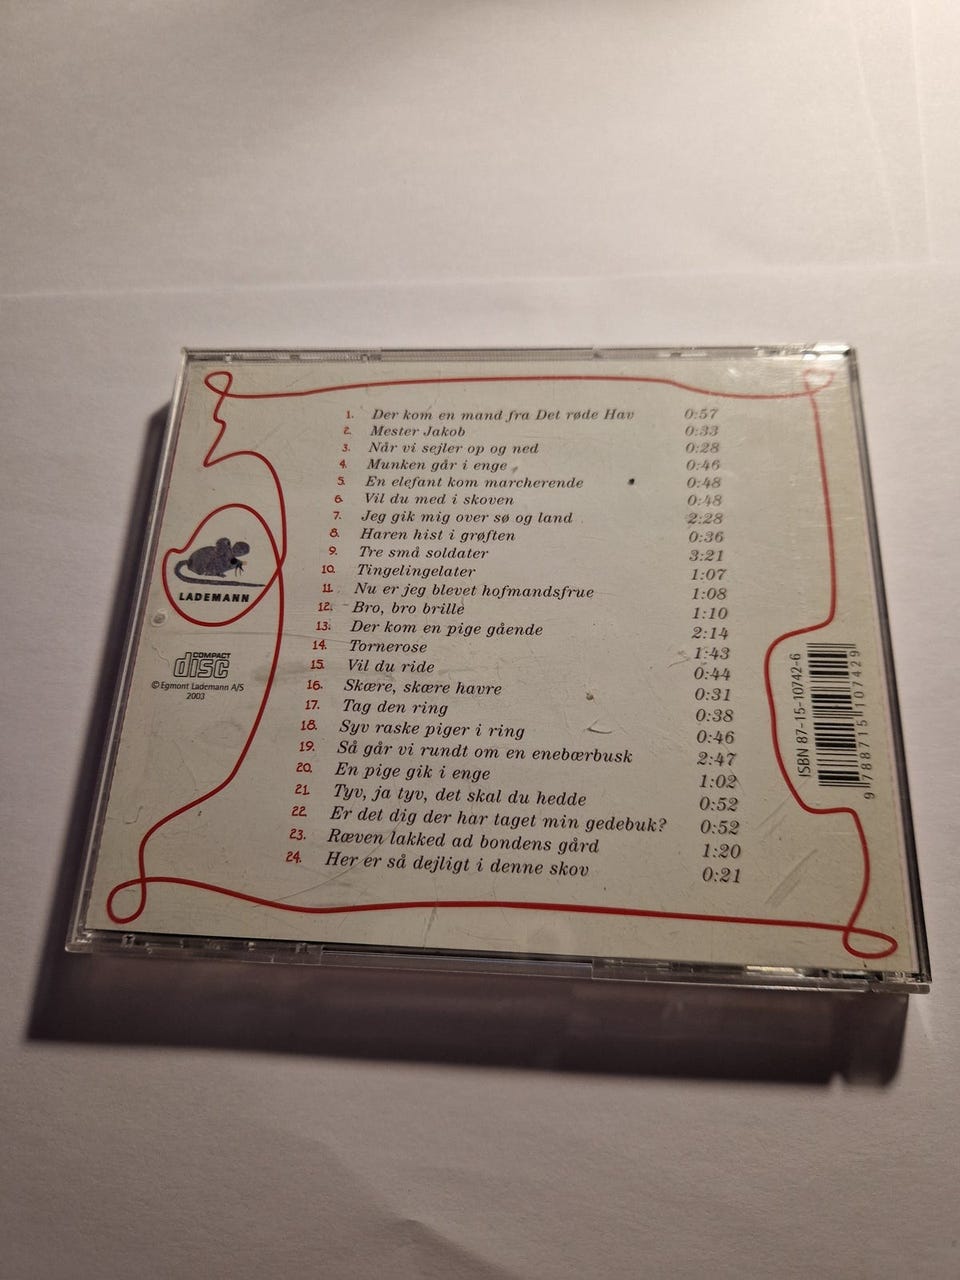 1. Der kom en mand fra Det røde Hav 0:57
2. Mester Jakob 0:33
3. Når vi sejler op og ned 0:28
4. Munken går i enge 0:46
5. En elefant kom marcherende 0:48
6. Vil du med i skoven 0:48
7. Jeg gik mig over sø og land 2:28
8. Haren hist i grøften 0:36
9. Tre små soldater 3:21
10. Tingelingelater 1:07
11. Nu er jeg blevet hofmandsfrue 1:08
12. Bro, bro brille 1:10
13. Der kom en pige gående 2:14
14. Tornerose 1:43
15. Vil du ride 0:44
16. Skære, skære havre 0:31
17. Tag den ring 0:38
18. Syv raske piger i ring 0:46
19. Så går vi rundt om en enebærbusk 2:47
20. En pige gik i enge 1:02
21. Tyv, ja tyv, det skal du hedde 0:52
22. Er det dig der har taget min gedebuk? 0:52
23. Ræven lakked ad bondens gård 1:20
24. Her er så dejligt i denne skov 0:21
LADEMANN
COMPACT
disc
© Egmont Lademann A/S
2003
ISBN 87-15-10742-6
9 788715 107429